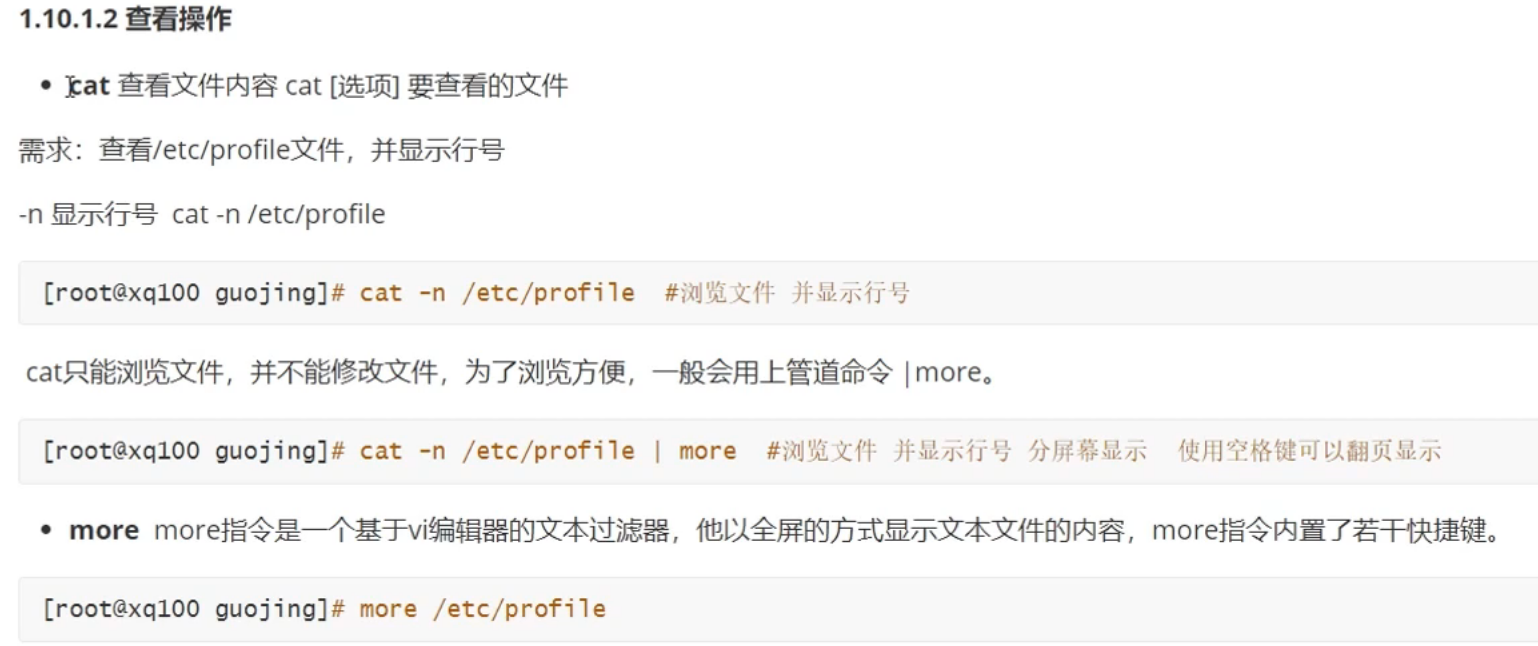 1.10.1.2 查看操作
• cat 查看文件内容 cat [选项] 要查看的文件
需求：查看/etc/profile文件，并显示行号
-n 显示行号 cat -n /etc/profile
[root@xq100 guojing]# cat -n /etc/profile  #浏览文件 并显示行号
cat只能浏览文件，并不能修改文件，为了浏览方便，一般会用上管道命令 |more。
[root@xq100 guojing]# cat -n /etc/profile | more  #浏览文件 并显示行号 分屏幕显示  使用空格键可以翻页显示
• more more指令是一个基于vi编辑器的文本过滤器，他以全屏的方式显示文本文件的内容，more指令内置了若干快捷键。
[root@xq100 guojing]# more /etc/profile